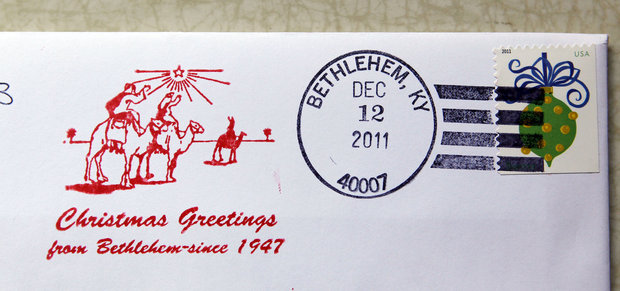 Christmas Greetings
from Bethlehem-since 1947
BETHLEHEM, KY
DEC
12
2011
40007
2011
USA